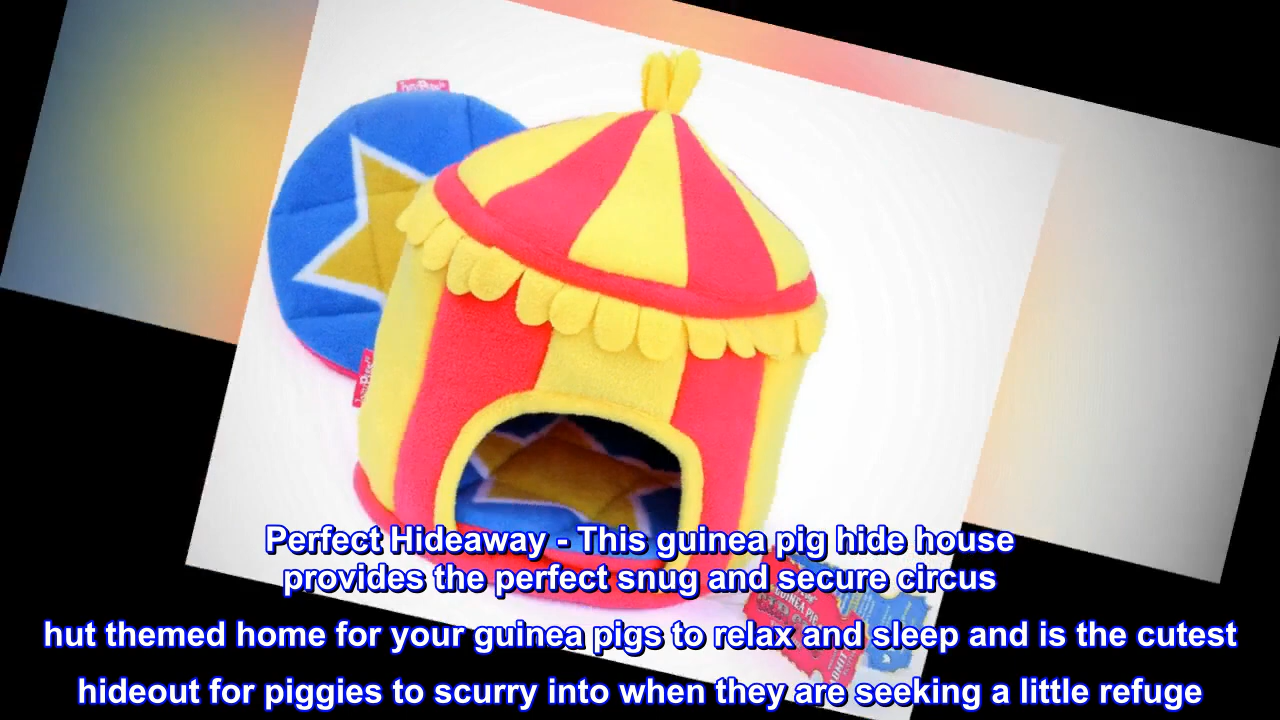 Perfect Hideaway - This guinea pig hide house
provides the perfect snug and secure circus
hut themed home for your guinea pigs to relax and sleep and is the cutest
hideout for piggies to scurry into when they are seeking a little refuge
GUINEA PIG